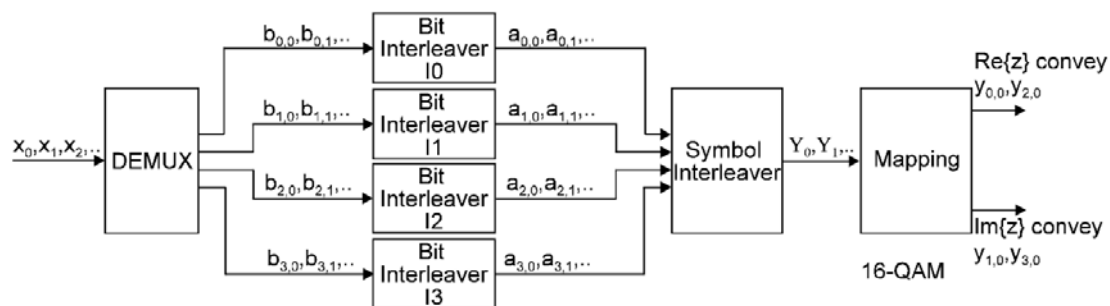 b0,0,b0,1,..
Bit
Interleaver
I0
a0,0,a0,1,..
Re{z} convey
y0,0,y2,0
x0,x1,x2,..
DEMUX
b1,0,b1,1,..
Bit
Interleaver
I1
a1,0,a1,1,..
b2,0,b2,1,..
Bit
Interleaver
I2
a2,0,a2,1,..
b3,0,b3,1,..
Bit
Interleaver
I3
a3,0,a3,1,..
Symbol
Interleaver
Y0,Y1,..
Mapping
Im{z} convey
y1,0,y3,0
16-QAM